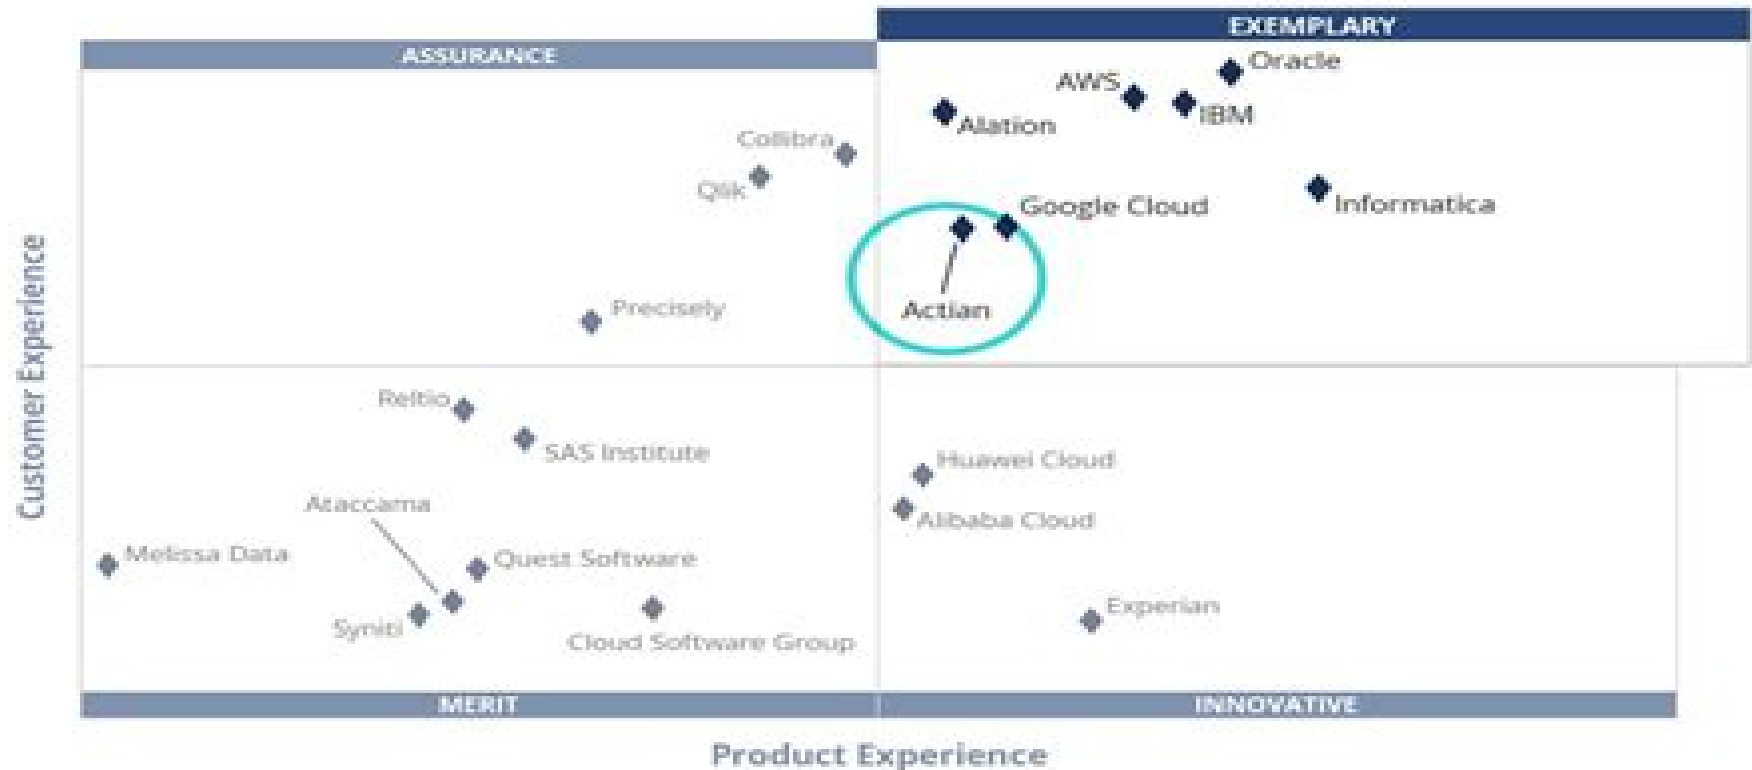 EXEMPLARY
ASSURANCE
Oracle
AWS
IBM
Alation
Collibra
Qlik
Google Cloud
Informatica
Actian
Precisely
Customer Experience
Reltio
SAS Institute
Huawei Cloud
Alibaba Cloud
Ataccama
Melissa Data
Quest Software
Experian
Syniti
Cloud Software Group
MERIT
INNOVATIVE
Product Experience